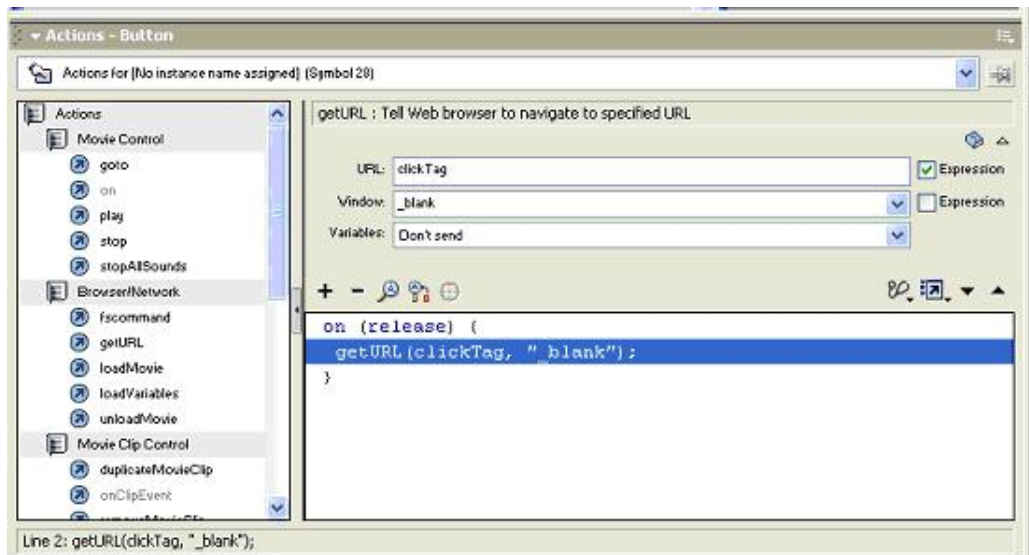 Actions - Button
Actions for [No instance name assigned] (Symbol 28)
Actions
Movie Control
goto
on
play
stop
stopAllSounds
Browser/Network
fscommand
getURL
loadMovie
loadVariables
unloadMovie
Movie Clip Control
duplicateMovieClip
onClipEvent
getURL : Tell Web browser to navigate to specified URL
URL: clickTag Expression
Window: _blank Expression
Variables: Don't send
on (release) {
getURL(clickTag, "_blank");
}
Line 2: getURL(clickTag, "_blank");